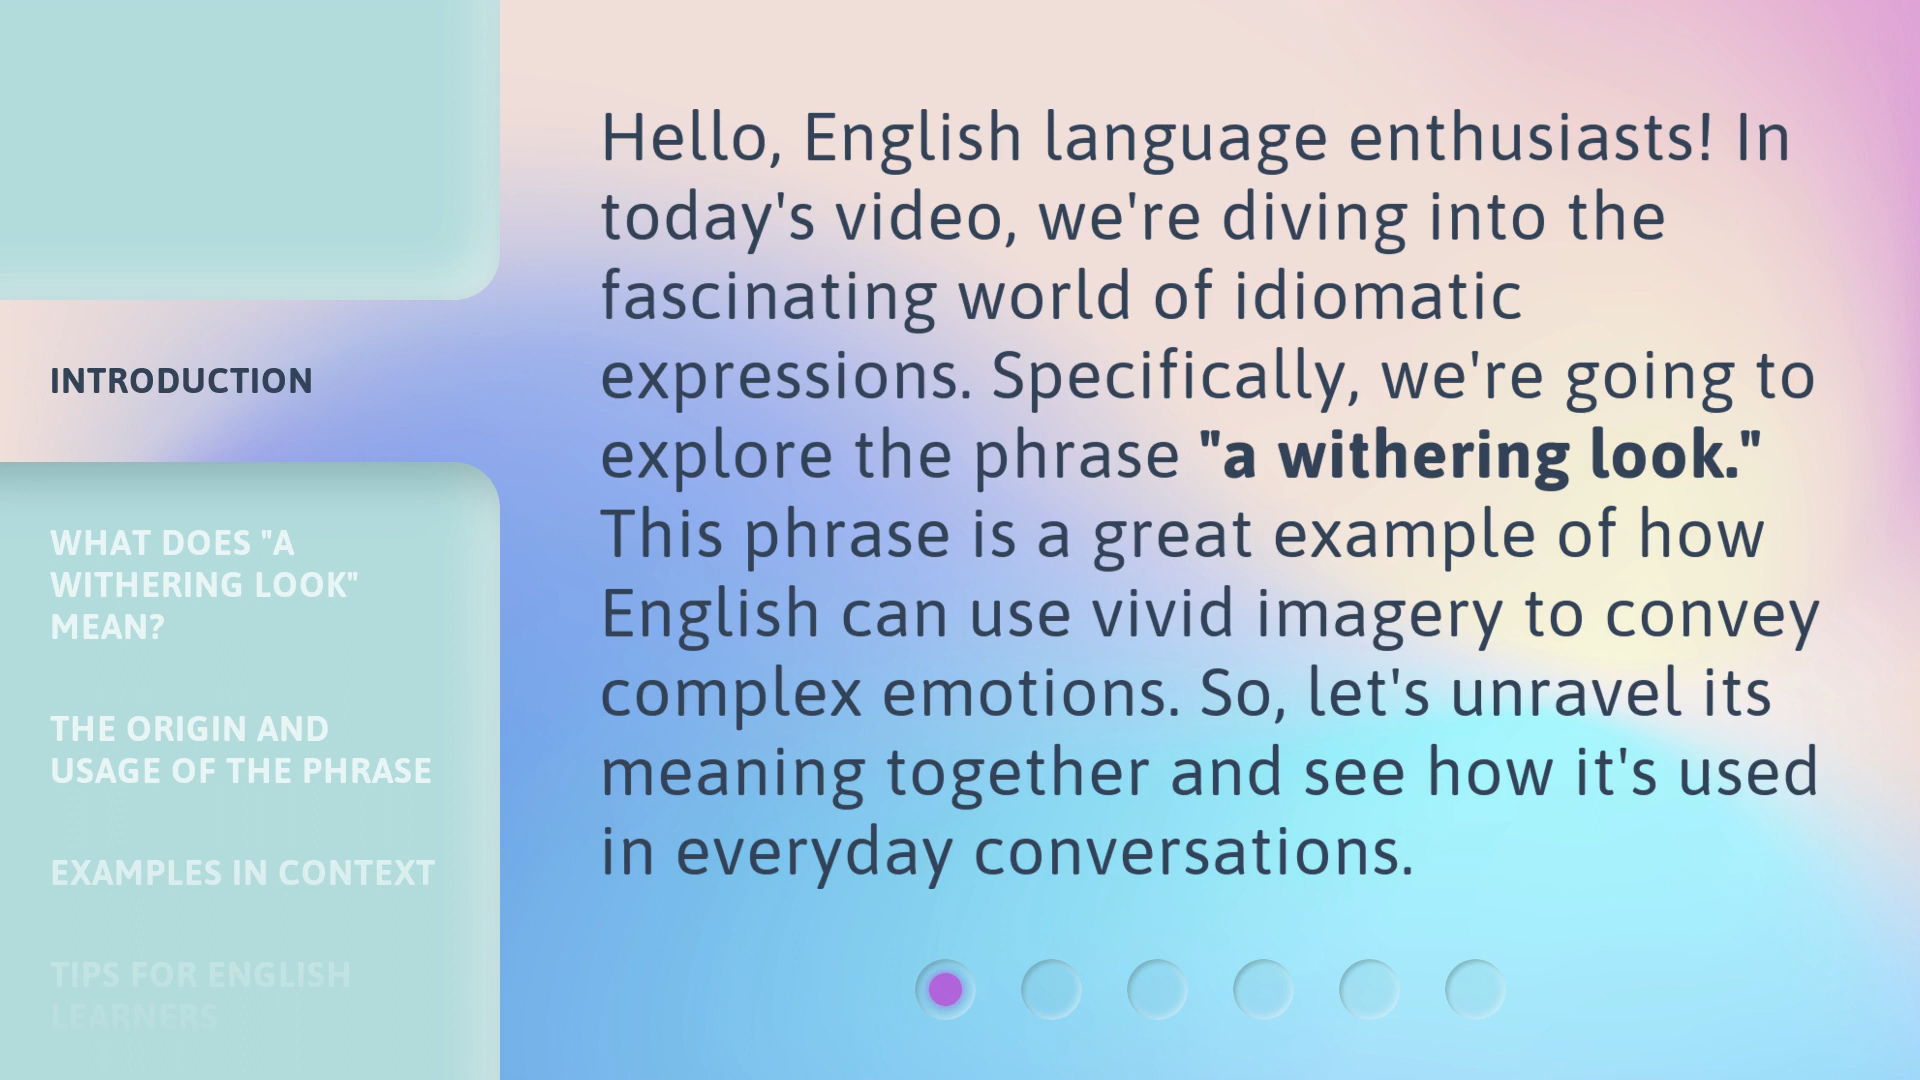 INTRODUCTION
WHAT DOES "A
WITHERING LOOK"
MEAN?
THE ORIGIN AND
USAGE OF THE PHRASE
EXAMPLES IN CONTEXT
TIPS FOR ENGLISH
LEARNERS
Hello, English language enthusiasts! In
today's video, we're diving into the
fascinating world of idiomatic
expressions. Specifically, we're going to
explore the phrase "a withering look."
This phrase is a great example of how
English can use vivid imagery to convey
complex emotions. So, let's unravel its
meaning together and see how it's used
in everyday conversations.